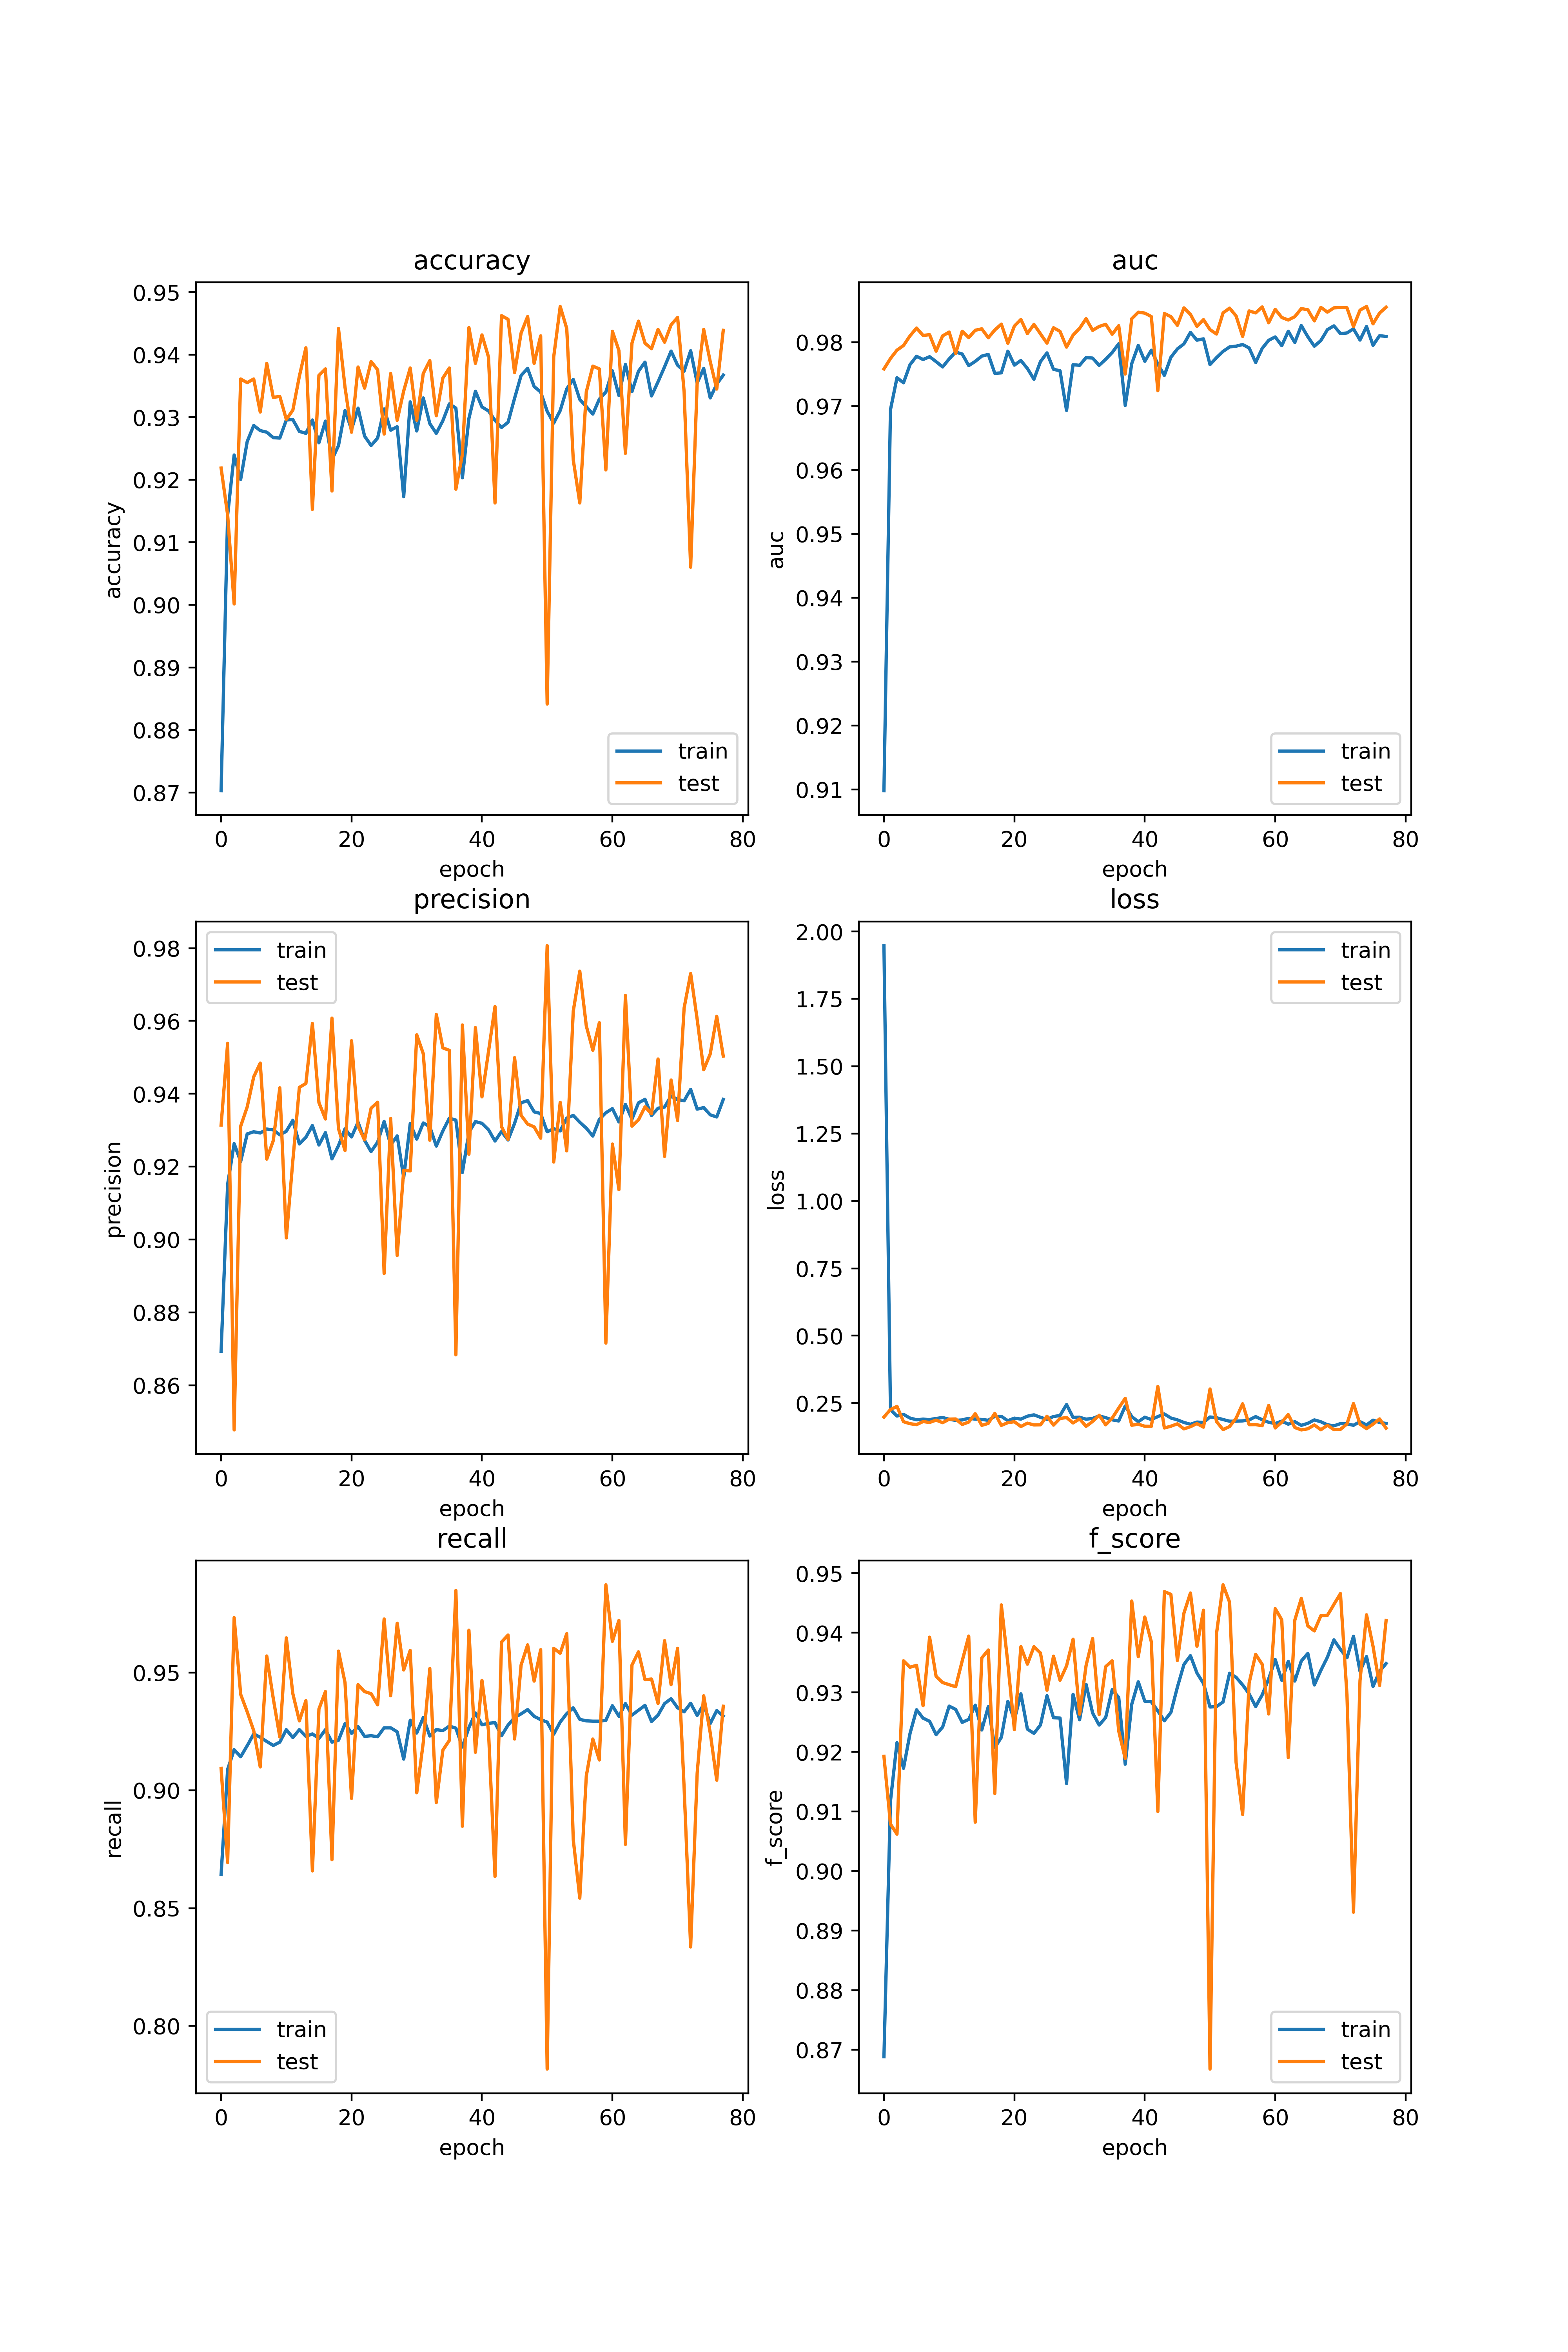 accuracy
0.95
0.94
0.93
0.92
0.91
0.90
0.89
0.88
0.87
accuracy
train
test
0 20 40 60 80
epoch
auc
0.98
0.97
0.96
0.95
0.94
0.93
0.92
0.91
auc
train
test
0 20 40 60 80
epoch
precision
train
test
0.98
0.96
0.94
0.92
0.90
0.88
0.86
precision
0 20 40 60 80
epoch
loss
train
test
2.00
1.75
1.50
1.25
1.00
0.75
0.50
0.25
loss
0 20 40 60 80
epoch
recall
0.95
0.90
0.85
0.80
recall
train
test
0 20 40 60 80
epoch
f_score
0.95
0.94
0.93
0.92
0.91
0.90
0.89
0.88
0.87
f_score
train
test
0 20 40 60 80
epoch